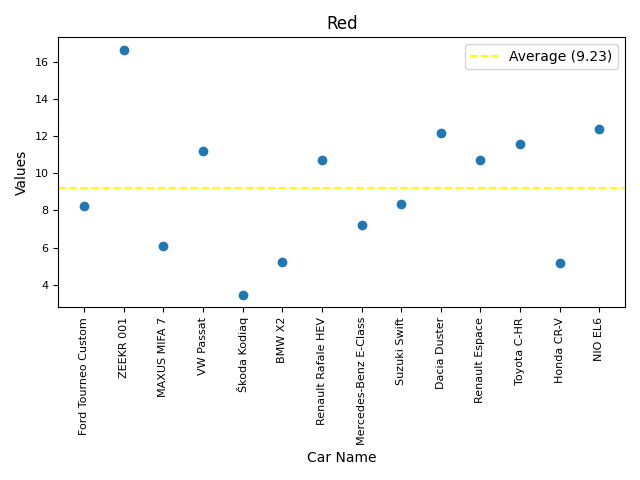 Red
Average (9.23)
Values
16
14
12
10
8
6
4
Ford Tourneo Custom
ZEEKR 001
MAXUS MIFA 7
VW Passat
Škoda Kodiaq
BMW X2
Renault Rafale HEV
Mercedes-Benz E-Class
Suzuki Swift
Dacia Duster
Renault Espace
Toyota C-HR
Honda CR-V
NIO EL6
Car Name